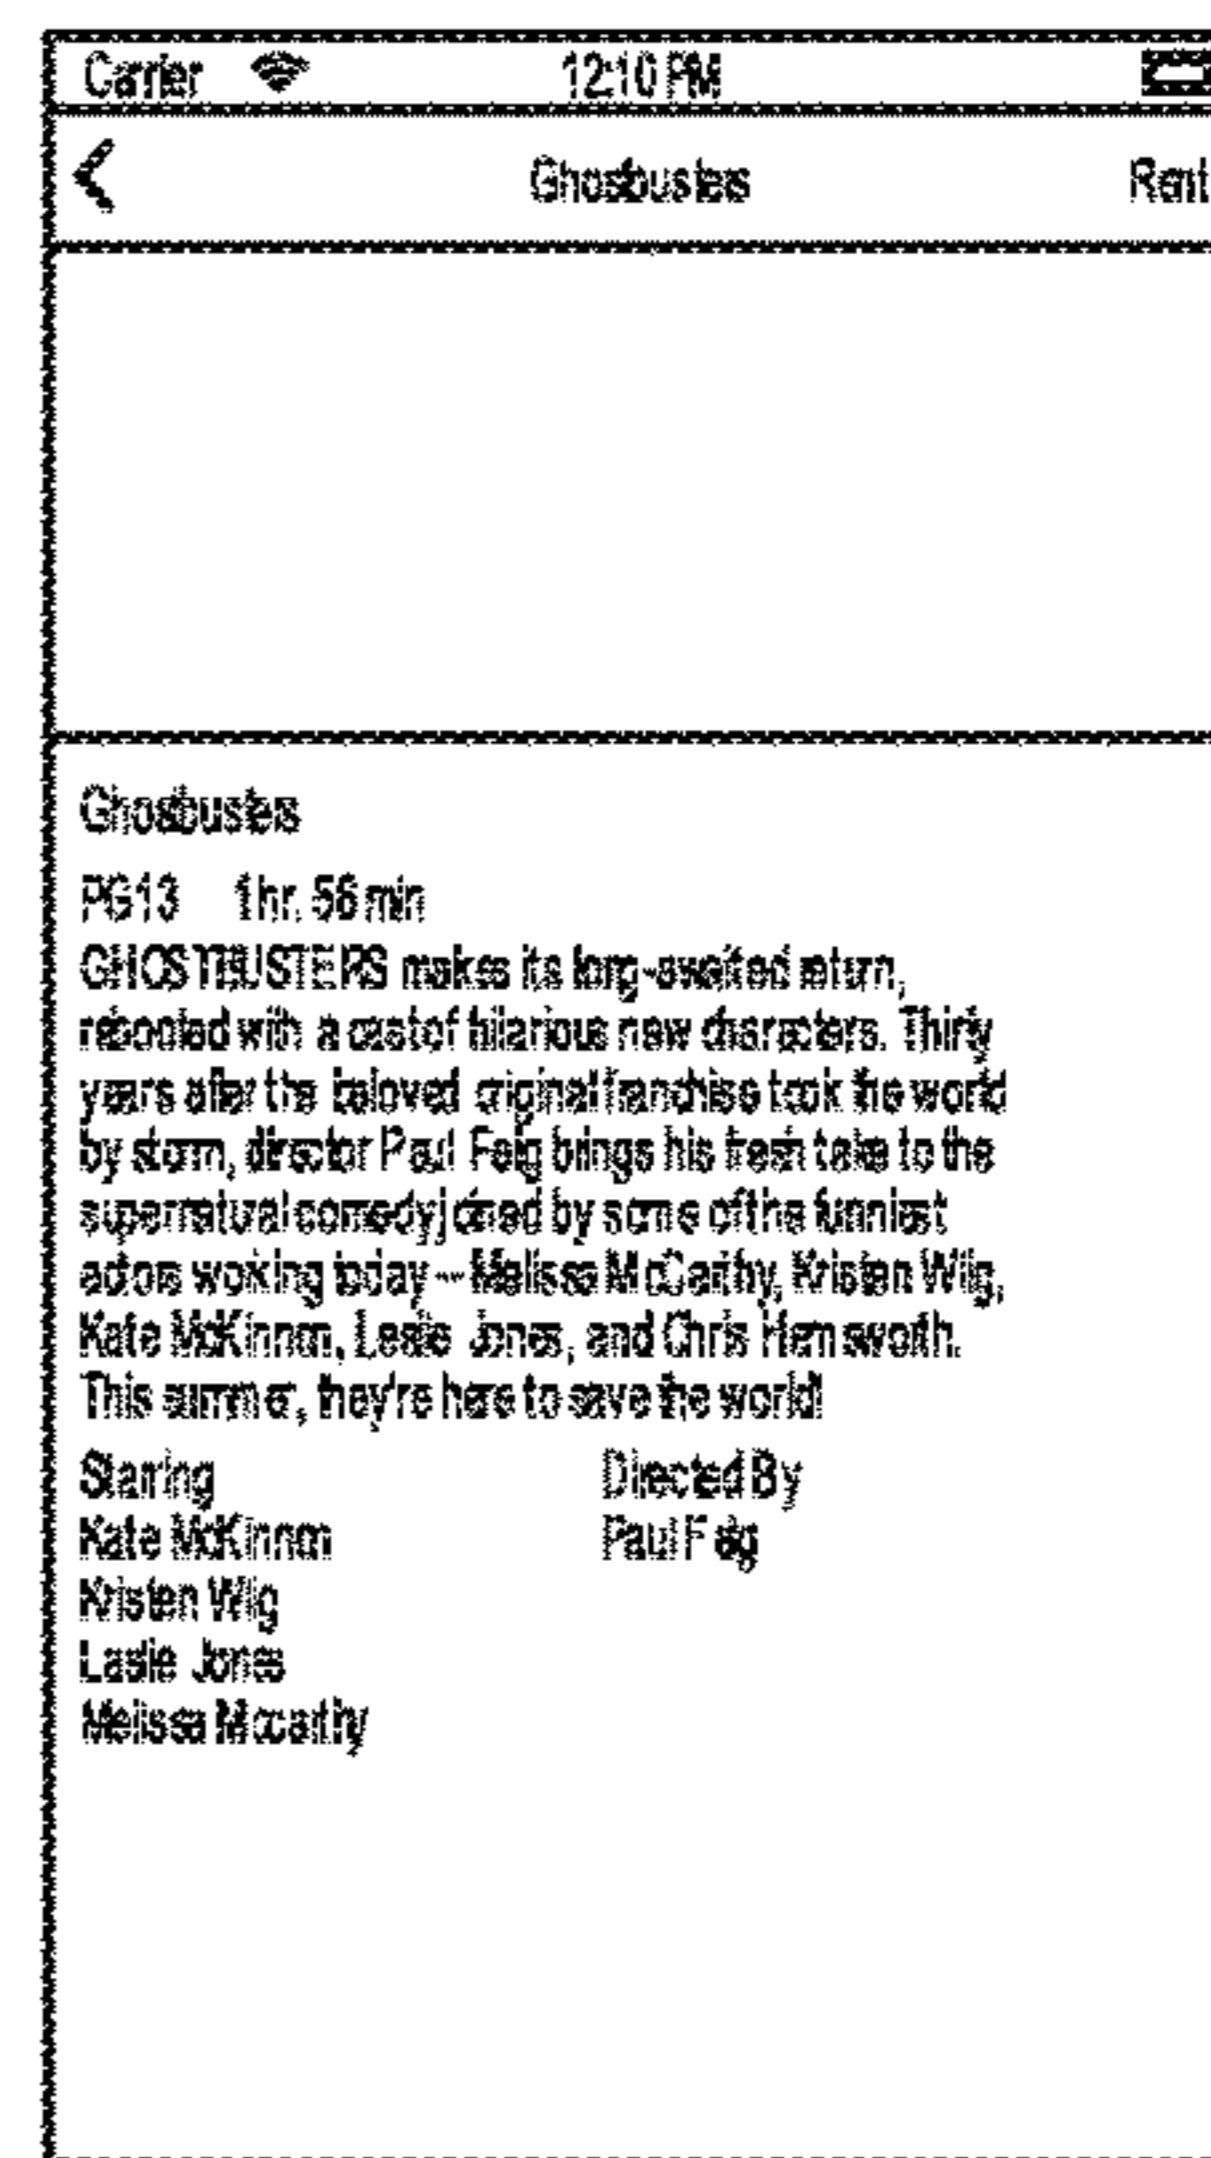 Carrier 12:10 PM
Ghostbusters Rent
Ghostbusters
PG13 1 hr. 56 min
GHOSTBUSTERS makes its long-awaited return,
rebooted with a cast of hilarious new characters. Thirty
years after the beloved original franchise took the world
by storm, director Paul Feig brings his fresh take to the
supernatural comedy joined by some of the funniest
actors working today -- Melissa McCarthy, Kristen Wiig,
Kate McKinnon, Leslie Jones, and Chris Hemsworth.
This summer, they're here to save the world!
Starring Directed By
Kate McKinnon Paul Feig
Kristen Wiig
Leslie Jones
Melissa Mccarthy